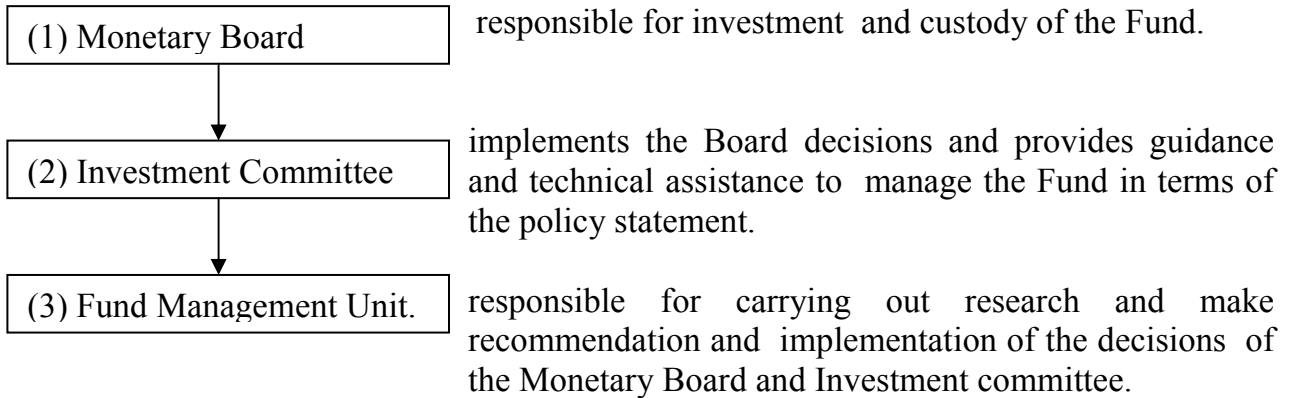 (1) Monetary Board
responsible for investment and custody of the Fund.
(2) Investment Committee
implements the Board decisions and provides guidance
and technical assistance to manage the Fund in terms of
the policy statement.
(3) Fund Management Unit.
responsible for carrying out research and make
recommendation and implementation of the decisions of
the Monetary Board and Investment committee.